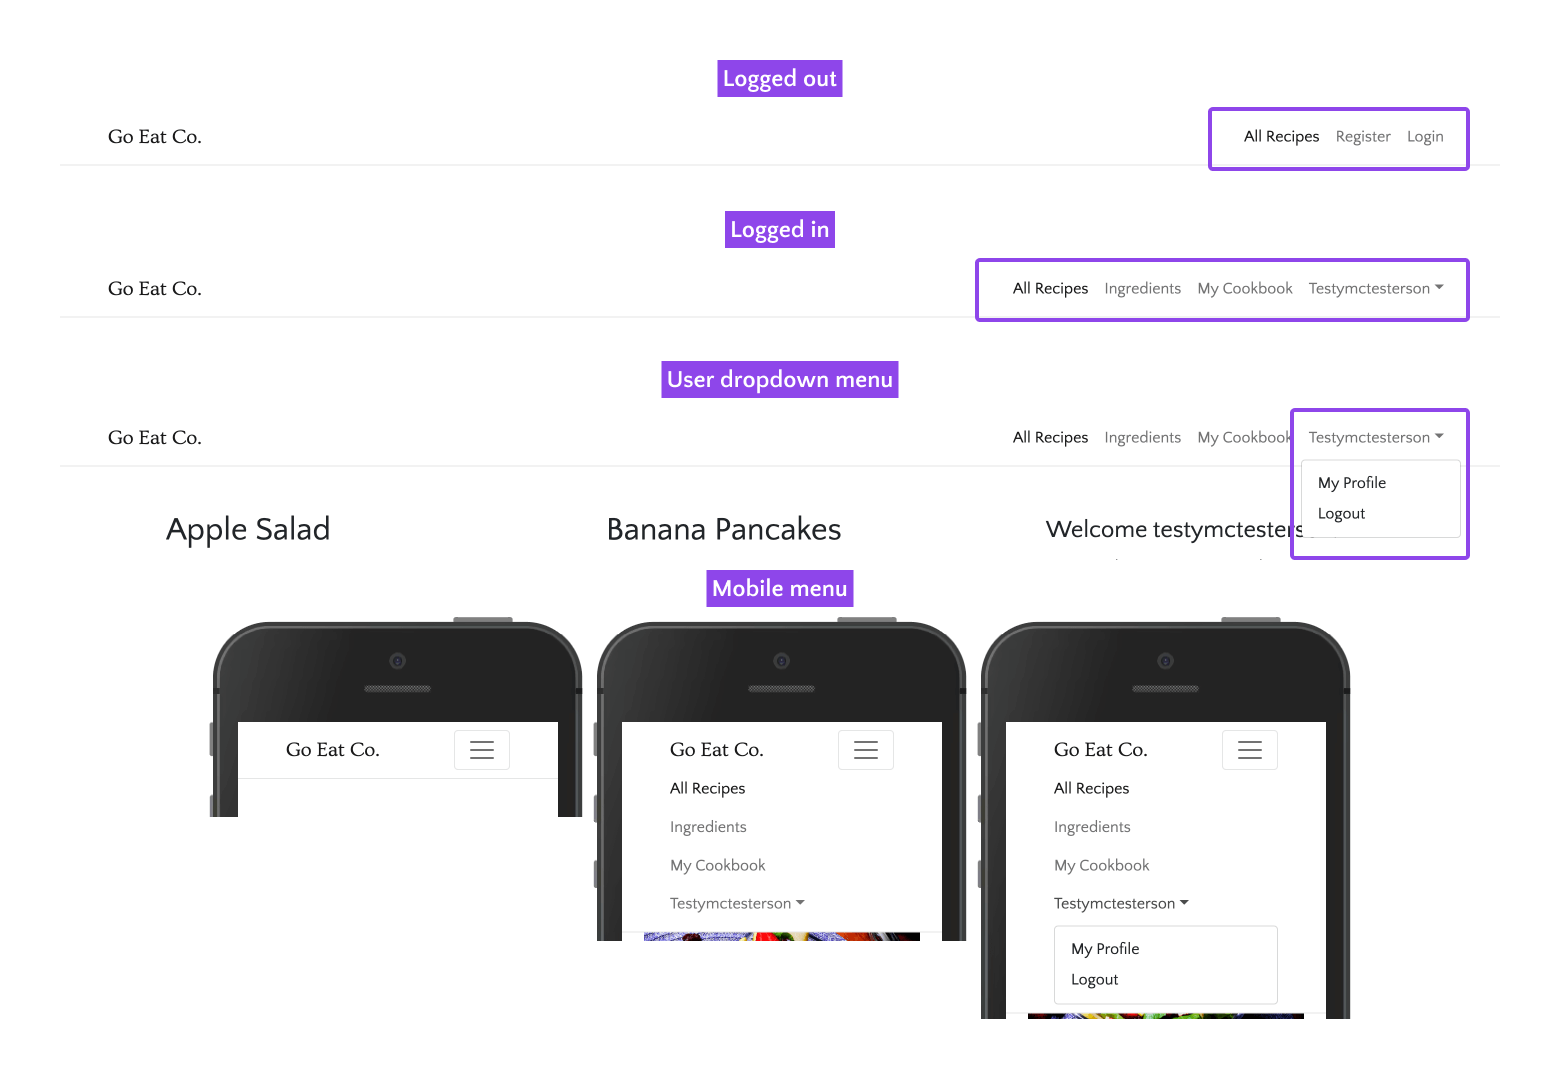 Logged out
Go Eat Co. All Recipes Register Login
Logged in
Go Eat Co. All Recipes Ingredients My Cookbook Testymctesterson
User dropdown menu
Go Eat Co. All Recipes Ingredients My Cookbook Testymctesterson
My Profile
Logout
Apple Salad Banana Pancakes Welcome testymctesters
Mobile menu
Go Eat Co.
Go Eat Co.
All Recipes
Ingredients
My Cookbook
Testymctesterson
Go Eat Co.
All Recipes
Ingredients
My Cookbook
Testymctesterson
My Profile
Logout